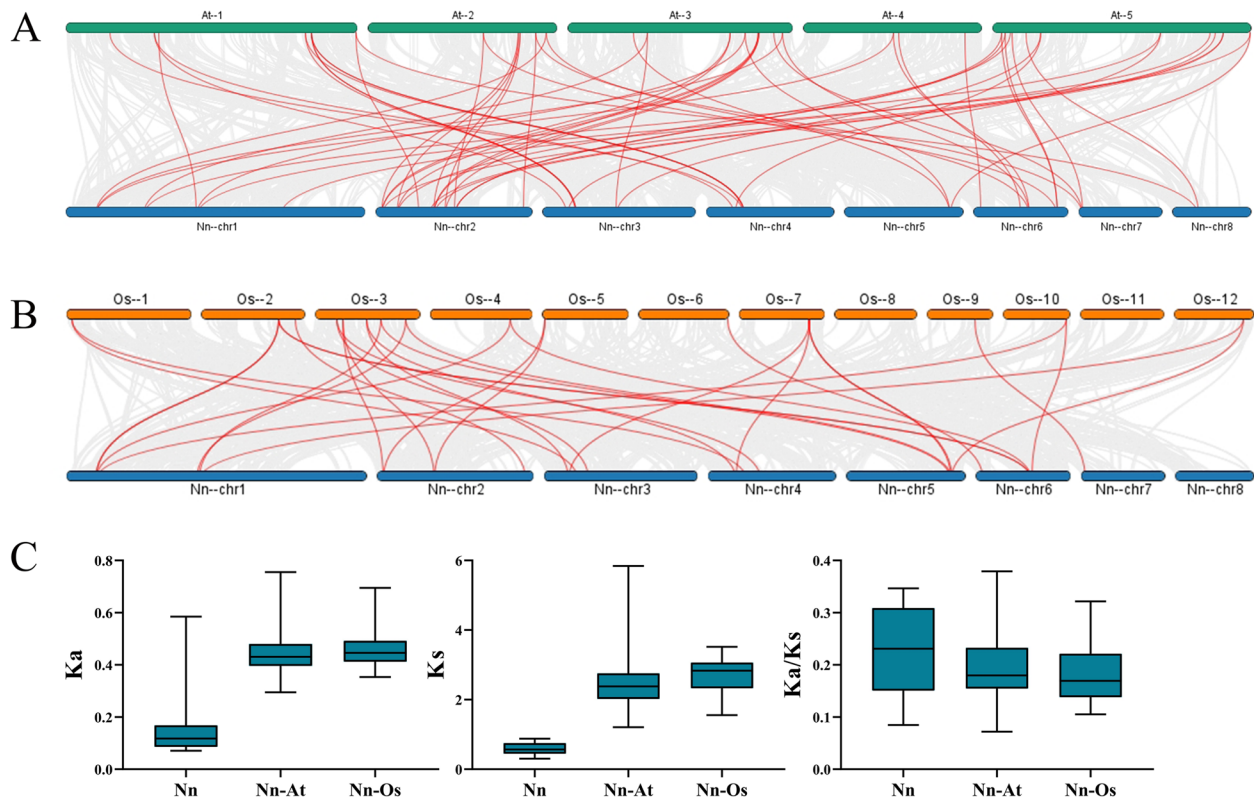 A
At--1 At--2 At--3 At--4 At--5
Nn--chr1 Nn--chr2 Nn--chr3 Nn--chr4 Nn--chr5 Nn--chr6 Nn--chr7 Nn--chr8
B
Os--1 Os--2 Os--3 Os--4 Os--5 Os--6 Os--7 Os--8 Os--9 Os--10 Os--11 Os--12
Nn--chr1 Nn--chr2 Nn--chr3 Nn--chr4 Nn--chr5 Nn--chr6 Nn--chr7 Nn--chr8
C
Ka
0.8
0.6
0.4
0.2
0.0
Nn Nn-At Nn-Os
Ks
6
4
2
0
Nn Nn-At Nn-Os
Ka/Ks
0.4
0.3
0.2
0.1
0.0
Nn Nn-At Nn-Os